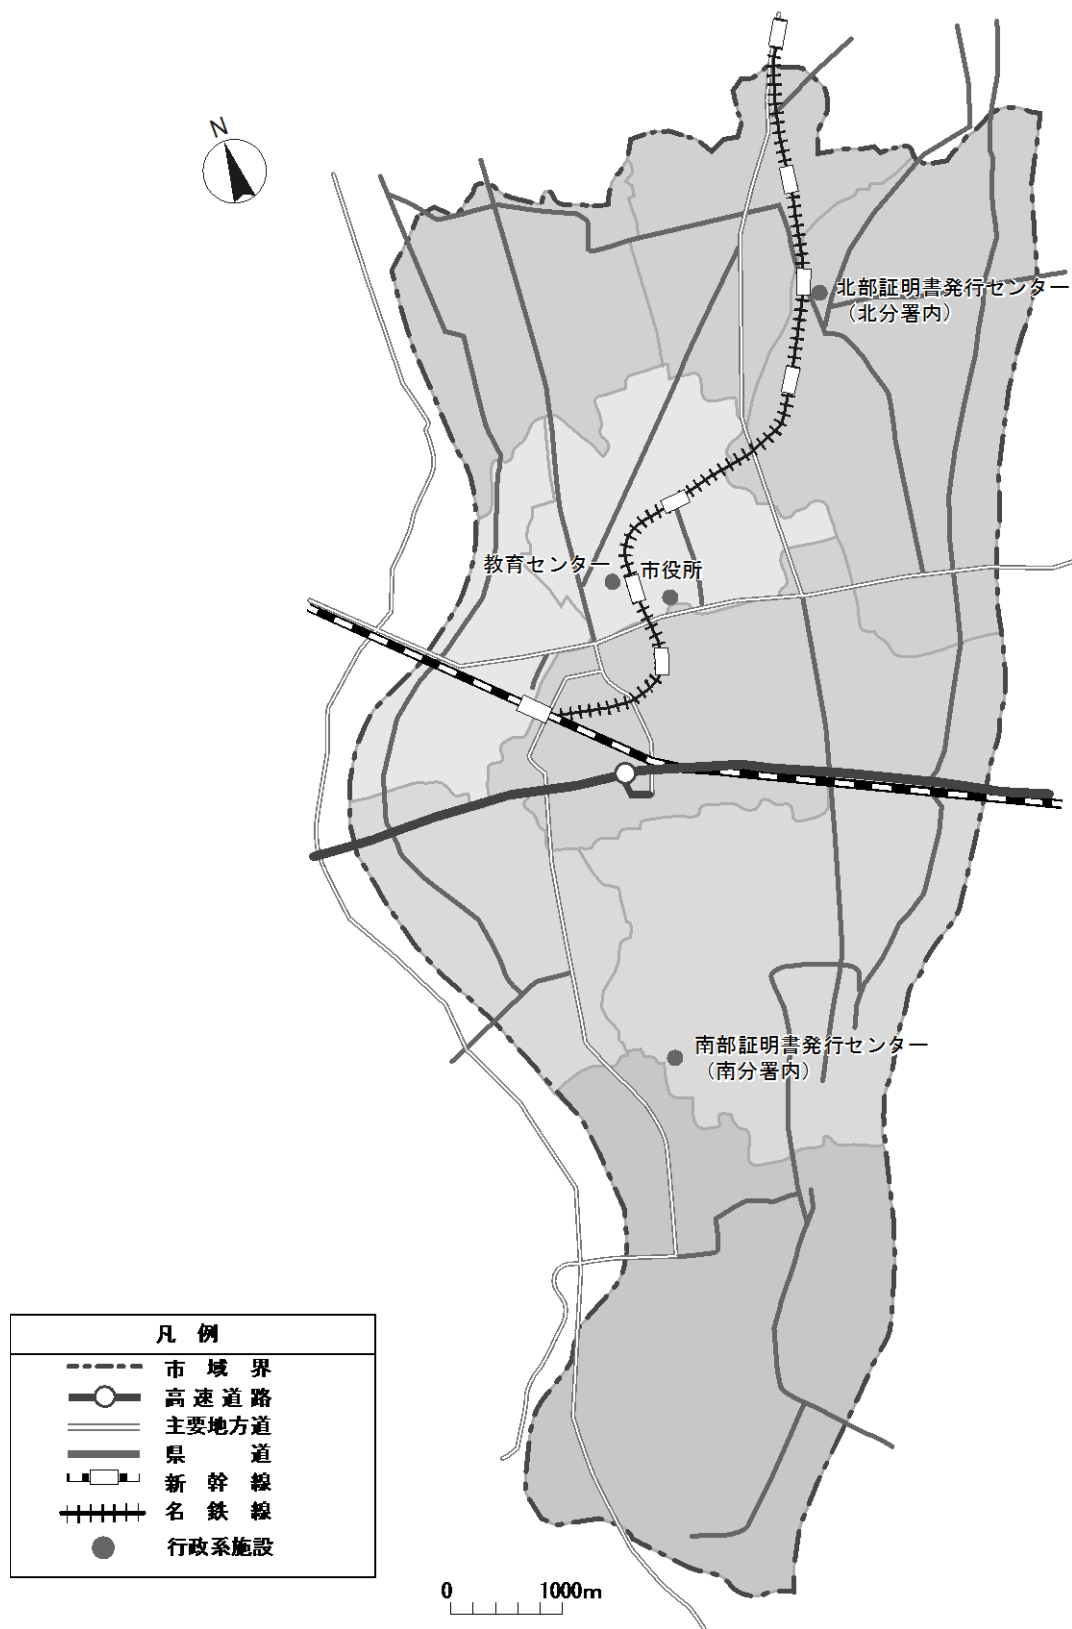 N
北部証明書発行センター
（北分署内）
教育センター
市役所
南部証明書発行センター
（南分署内）
凡 例
市 域 界
高 速 道 路
主要地方道
県 道
新 幹 線
名 鉄 線
行政系施設
0 1000m